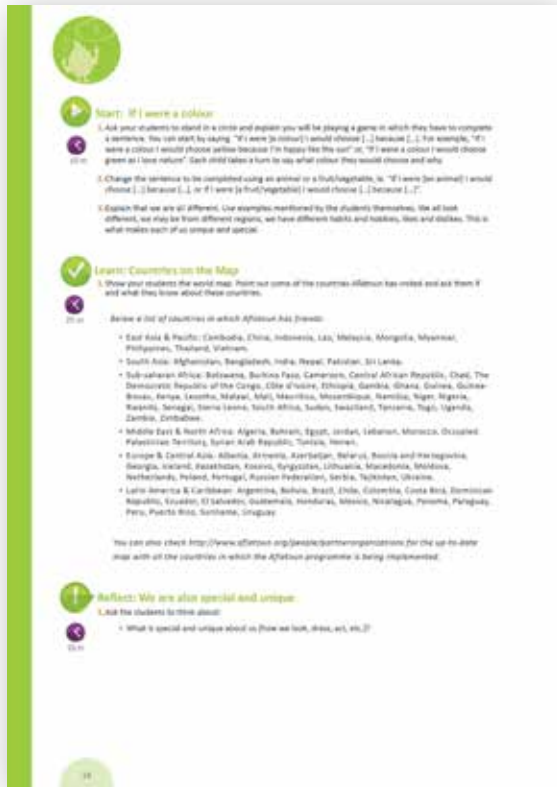 Start: If I were a colour
1. Ask your students to stand in a circle and explain you will be playing a game in which they have to complete
a sentence. You can start by saying: "If I were [a colour] I would choose [...] because [...]. For example, "If I
were a colour I would choose yellow because I'm happy like the sun" or, "If I were a colour I would choose
green as I love nature". Each child takes a turn to say what colour they would choose and why.
2. Change the sentence to be completed using an animal or a fruit/vegetable, ie. "If I were [an animal] I would
choose [...] because [...], or if I were [a fruit/vegetable] I would choose [...] because [...]".
3. Explain that we are all different. Use examples mentioned by the students themselves, like all look
different, we may be from different regions, we have different habits and hobbies, likes and dislikes. This is
what makes each of us unique and special.
Learn: Countries on the Map
1. Show your students the world map. Point out some of the countries Aflatoun has visited and ask them if
and what they know about these countries.
Below a list of countries in which Aflatoun has friends:
• East Asia & Pacific: Cambodia, China, Indonesia, Lao, Malaysia, Mongolia, Myanmar,
Philippines, Thailand, Vietnam.
• South Asia: Afghanistan, Bangladesh, India, Nepal, Pakistan, Sri Lanka.
• Sub-saharan Africa: Botswana, Burkina Faso, Cameroon, Central African Republic, Chad, The
Democratic Republic of the Congo, Côte d'Ivoire, Ethiopia, Gambia, Ghana, Guinea, Guinea-
Bissau, Kenya, Lesotho, Malawi, Mali, Mauritius, Mozambique, Namibia, Niger, Nigeria,
Rwanda, Senegal, Sierra Leone, South Africa, Sudan, Swaziland, Tanzania, Togo, Uganda,
Zambia, Zimbabwe.
• Middle East & North Africa: Algeria, Bahrain, Egypt, Jordan, Lebanon, Morocco, Occupied
Palestinian Territory, Syrian Arab Republic, Tunisia, Yemen.
• Europe & Central Asia: Albania, Armenia, Azerbaijan, Belarus, Bosnia and Herzegovina,
Georgia, Iceland, Kazakhstan, Kosovo, Kyrgyzstan, Lithuania, Macedonia, Moldova,
Netherlands, Poland, Portugal, Russian Federation, Serbia, Tajikistan, Ukraine.
• Latin America & Caribbean: Argentina, Bolivia, Brazil, Chile, Colombia, Costa Rica, Dominican
Republic, Ecuador, El Salvador, Guatemala, Honduras, Mexico, Nicaragua, Panama, Paraguay,
Peru, Puerto Rico, Suriname, Uruguay.
You can also check http://www.aflatoun.org/people/partnerorganizations for the up-to-date
map with all the countries in which the Aflatoun programme is being implemented.
Reflect: We are also special and unique
1. Ask the students to think about:
• What is special and unique about us (how we look, dress, act, etc.)?